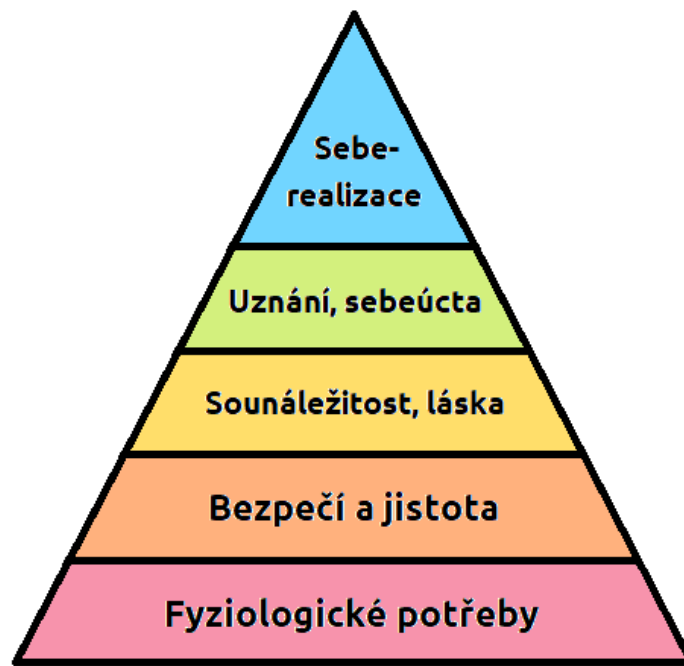 Sebe-
realizace
Uznání, sebeúcta
Sounáležitost, láska
Bezpečí a jistota
Fyziologické potřeby